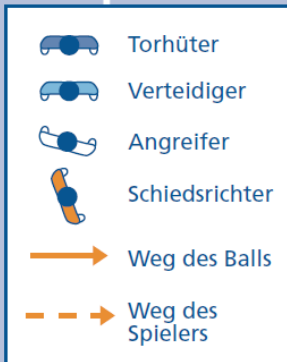 Torhüter
Verteidiger
Angreifer
Schiedsrichter
Weg des Balls
Weg des
Spielers